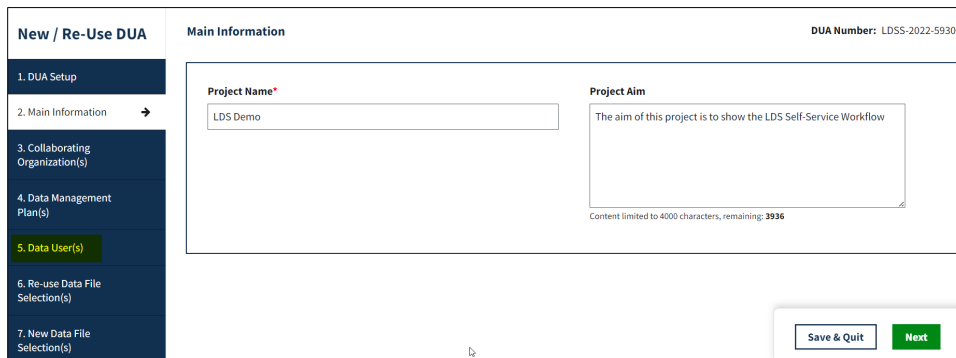 New / Re-Use DUA
1. DUA Setup
2. Main Information
3. Collaborating
Organization(s)
4. Data Management
Plan(s)
5. Data User(s)
6. Re-use Data File
Selection(s)
7. New Data File
Selection(s)
Main Information
DUA Number: LDSS-2022-5930
Project Name*
LDS Demo
Project Aim
The aim of this project is to show the LDS Self-Service Workflow
Content limited to 4000 characters, remaining: 3936
Save & Quit
Next